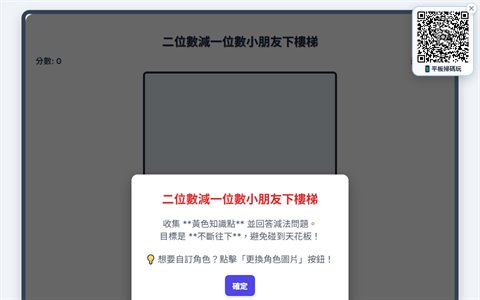 二位數減一位數小朋友下樓梯
分數: 0
平板掃碼玩
二位數減一位數小朋友下樓梯
收集 **黃色知識點** 並回答減法問題。
目標是 **不斷往下**，避免碰到天花板！
💡 想要自訂角色？點擊「更換角色圖片」按鈕！
確定